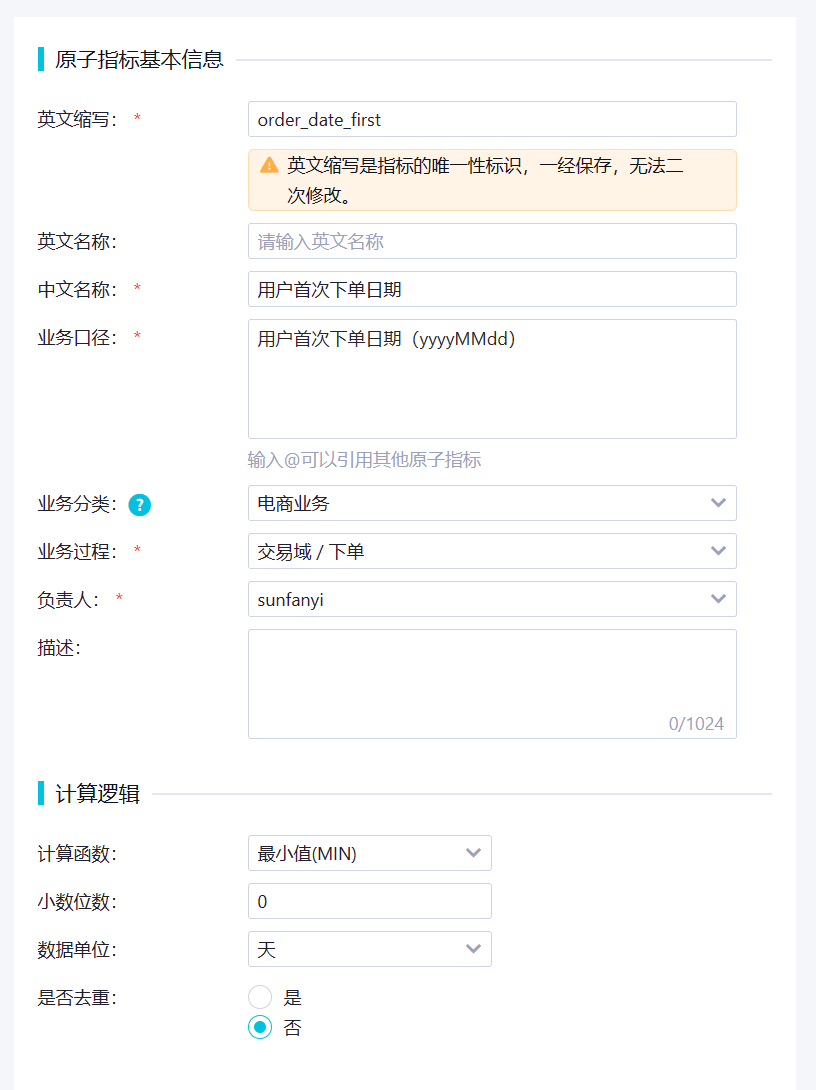 原子指标基本信息
英文缩写： * order_date_first
英文缩写是指标的唯一性标识，一经保存，无法二
次修改。
英文名称： 请输入英文名称
中文名称： * 用户首次下单日期
业务口径： * 用户首次下单日期（yyyyMMdd）
输入@可以引用其他原子指标
业务分类： ? 电商业务
业务过程： * 交易域 / 下单
负责人： * sunfanyi
描述：
0/1024
计算逻辑
计算函数： 最小值(MIN)
小数位数： 0
数据单位： 天
是否去重： 是
否